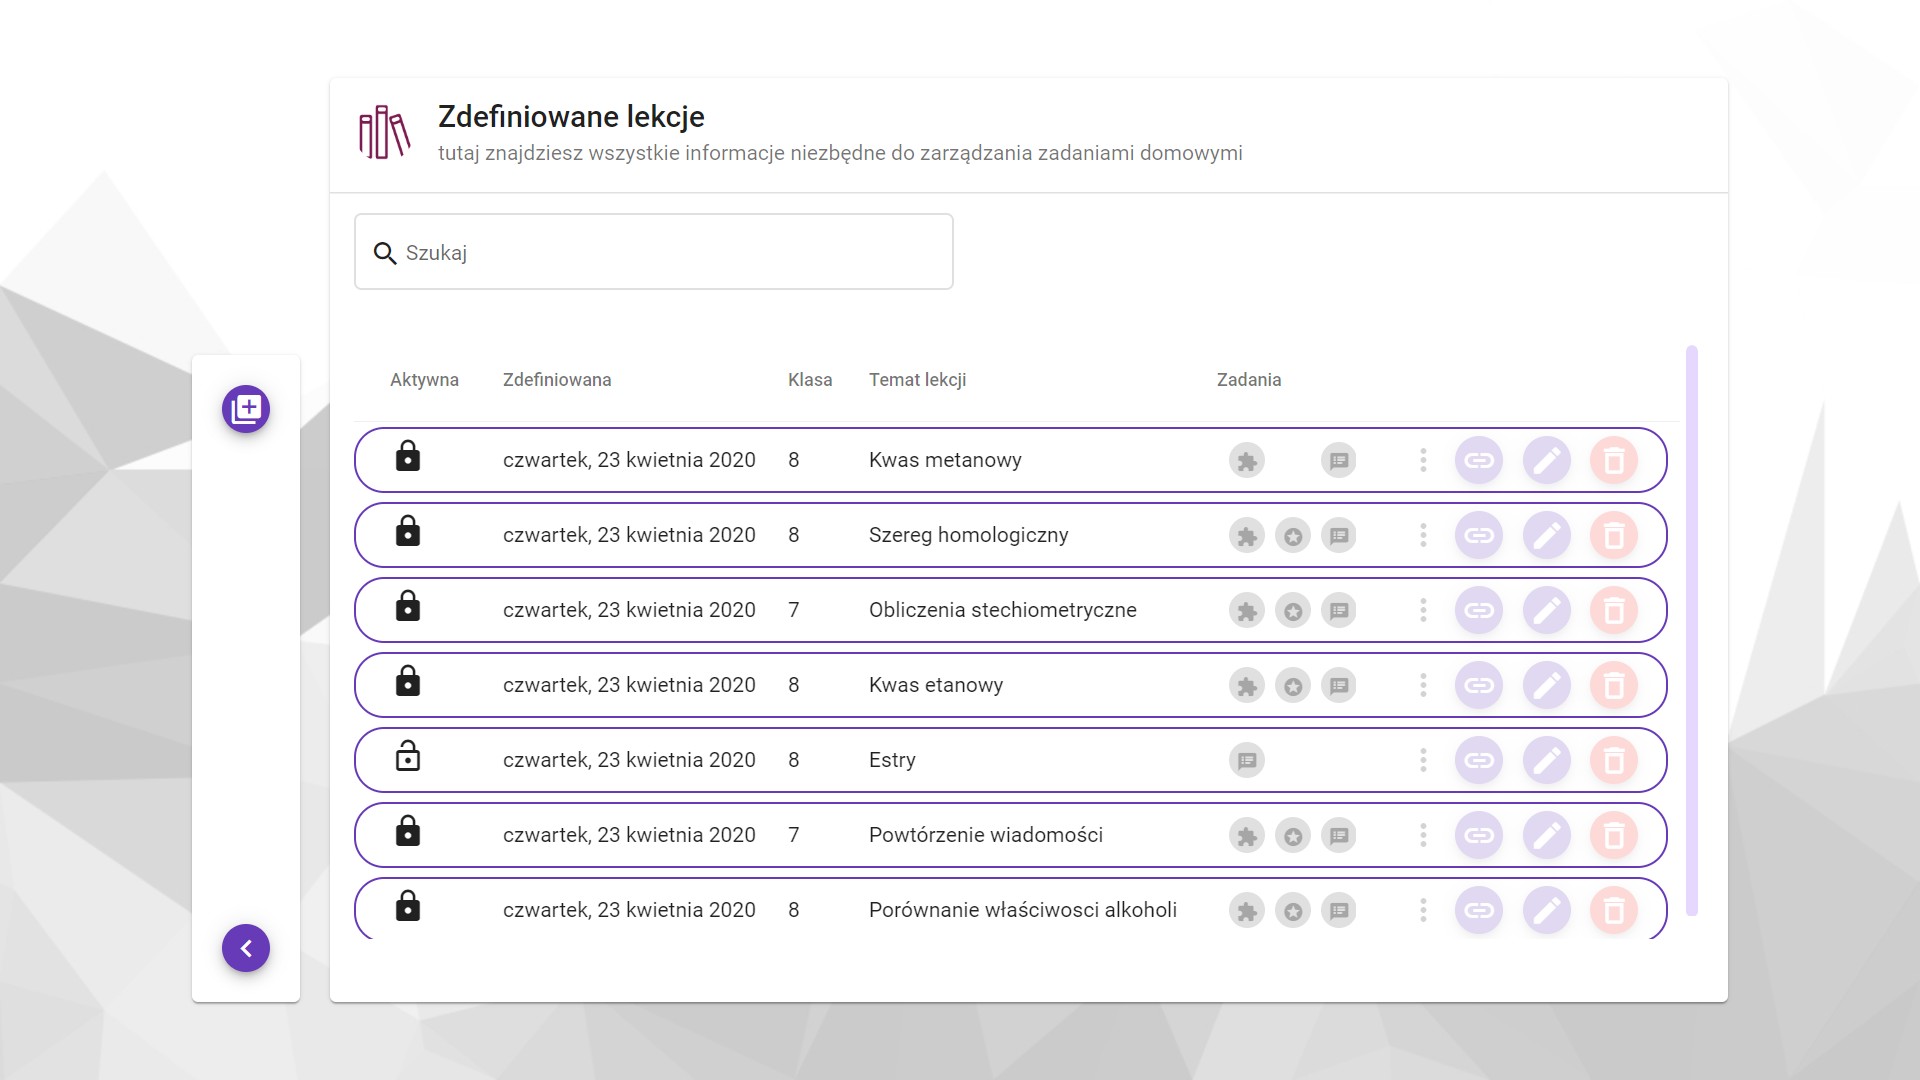 Zdefiniowane lekcje
tutaj znajdziesz wszystkie informacje niezbędne do zarządzania zadaniami domowymi
Szukaj
Aktywna Zdefiniowana Klasa Temat lekcji Zadania
czwartek, 23 kwietnia 2020 8 Kwas metanowy
czwartek, 23 kwietnia 2020 8 Szereg homologiczny
czwartek, 23 kwietnia 2020 7 Obliczenia stechiometryczne
czwartek, 23 kwietnia 2020 8 Kwas etanowy
czwartek, 23 kwietnia 2020 8 Estry
czwartek, 23 kwietnia 2020 7 Powtórzenie wiadomości
czwartek, 23 kwietnia 2020 8 Porównanie właściwosci alkoholi